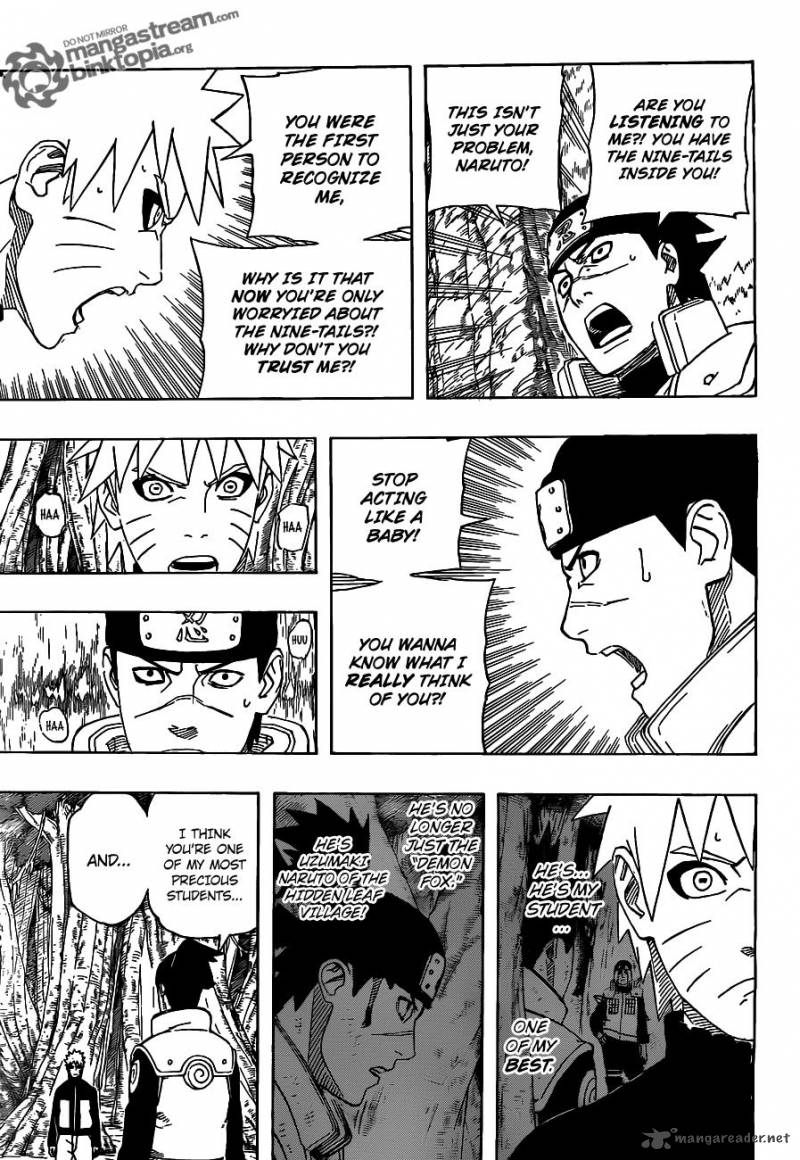 DO NOT MIRROR
mangastream.com
binktopia.org
ARE YOU
LISTENING TO
ME?! YOU HAVE
THE NINE-TAILS
INSIDE YOU!
THIS ISN'T
JUST YOUR
PROBLEM,
NARUTO!
YOU WERE
THE FIRST
PERSON TO
RECOGNIZE
ME,
WHY IS IT THAT
NOW YOU'RE ONLY
WORRYIED ABOUT
THE NINE-TAILS?!
WHY DON'T YOU
TRUST ME?!
STOP
ACTING
LIKE A
BABY!
YOU WANNA
KNOW WHAT I
REALLY THINK
OF YOU?!
HAA
HAA
忍
HUU
HAA
HE'S...
HE'S MY
STUDENT
...
ONE
OF MY
BEST.
HE'S NO
LONGER
JUST THE
"DEMON
FOX."
HE'S
UZUMAKI
NARUTO OF THE
HIDDEN LEAF
VILLAGE!
I THINK
YOU'RE ONE
OF MY MOST
PRECIOUS
STUDENTS...
AND...
mangareader.net